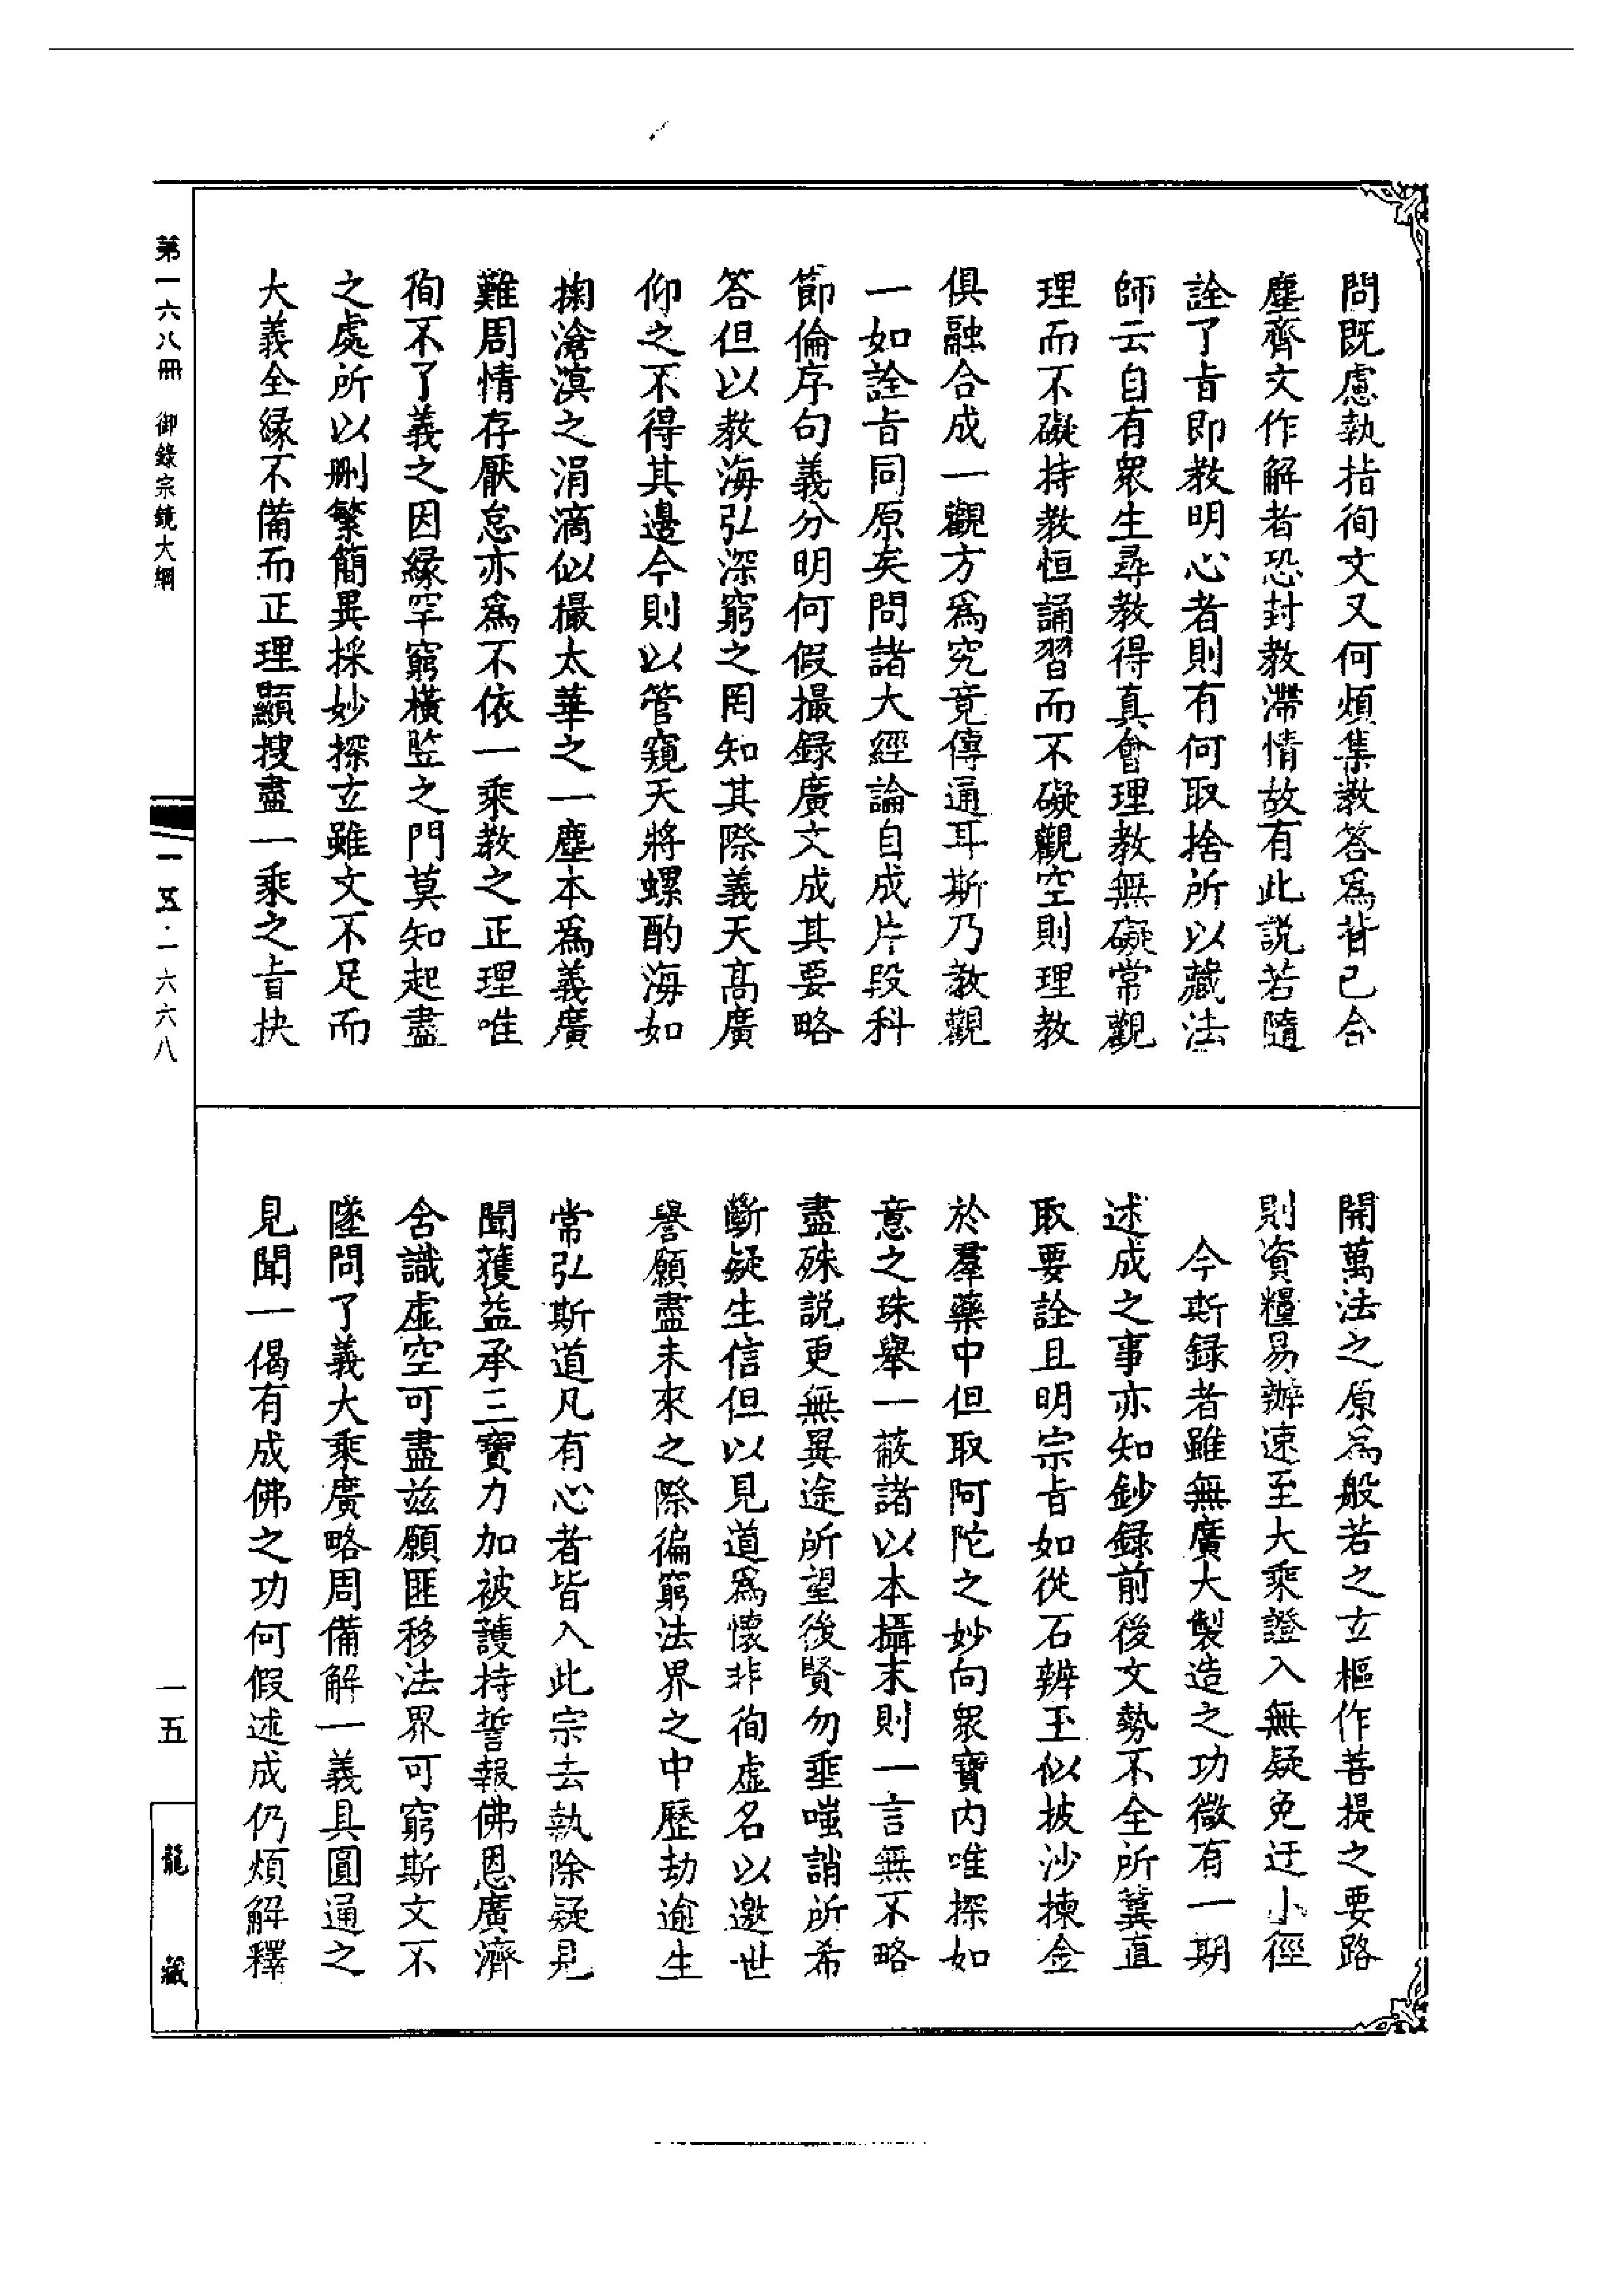 問既慮執指徇文又何煩集教答爲背己合
塵齊文作解者恐封教滯情故有此説若隨
詮了㫖即教明心者則有何取捨所以藏法
師云自有衆生尋教得真會理教無礙常觀
理而不礙持教恒誦習而不礙觀空則理教
俱融合成一觀方爲究竟傳通耳斯乃教觀
一如詮㫖同原矣問諸大經論自成片段科
節倫序句義分明何假撮録廣文成其要略
答但以教海弘深窮之罔知其際義天髙廣
仰之不得其邊今則以管窺天將螺酌海如
掬滄溟之涓滴似撮太華之一塵本爲義廣
難周情存厭怠亦爲不依一乘教之正理唯
徇不了義之因緣罕窮橫竪之門莫知起盡
之處所以刪繁簡異採妙探𤣥雖文不足而
大義全緣不備而正理顯搜盡一乘之㫖抉
開萬法之原爲般若之𤣥樞作菩提之要路
則資糧易辦速至大乘證入無疑免迂小徑
今斯録者雖無廣大製造之功微有一期
述成之事亦知鈔録前後文勢不全所冀直
取要詮且明宗㫖如從石辨玉似披沙揀金
於羣藥中但取阿陀之妙向衆寶内唯探如
意之珠舉一蔽諸以本攝末則一言無不略
盡殊説更無異途所望後賢勿垂嗤誚所希
斷疑生信但以見道爲懷非徇虛名以邀世
譽願盡未來之際徧窮法界之中歷劫逾生
常弘斯道凡有心者皆入此宗去執除疑見
聞獲益承三寶力加被護持誓報佛恩廣濟
含識虛空可盡兹願匪移法界可窮斯文不
墜問了義大乘廣略周備解一義具圓通之
見聞一偈有成佛之功何假述成仍煩解釋
第一六八冊 御錄宗鏡大綱
一五·一六六八
一五
龍藏